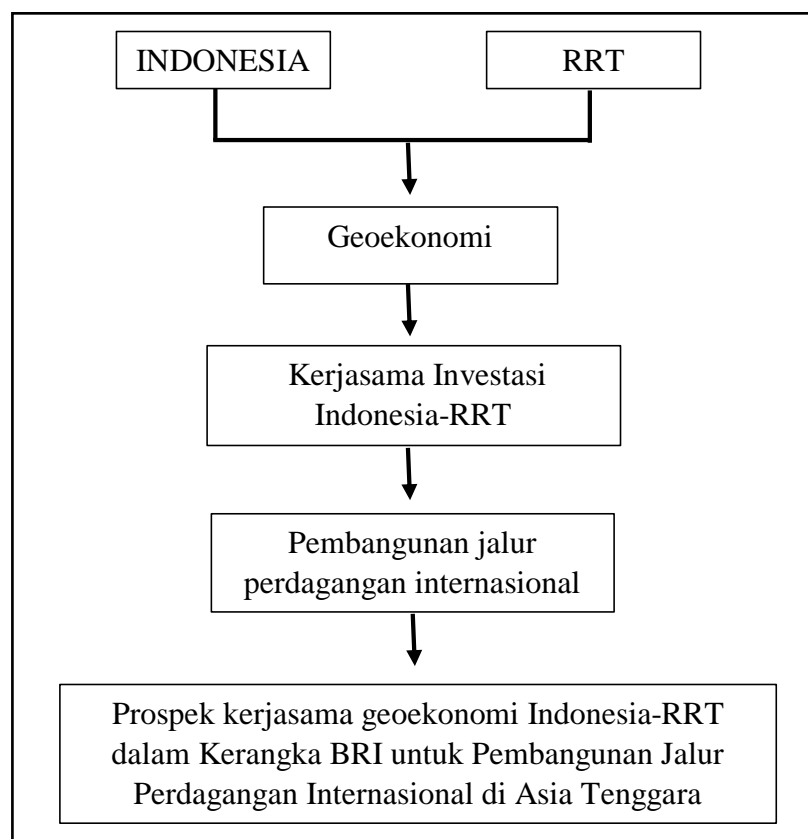 INDONESIA
RRT
Geoekonomi
Kerjasama Investasi
Indonesia-RRT
Pembangunan jalur
perdagangan internasional
Prospek kerjasama geoekonomi Indonesia-RRT
dalam Kerangka BRI untuk Pembangunan Jalur
Perdagangan Internasional di Asia Tenggara